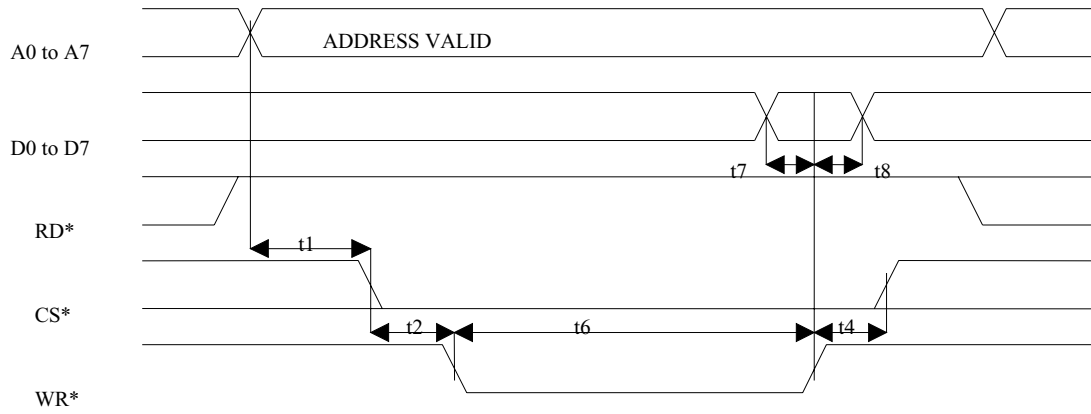 ADDRESS VALID
A0 to A7
D0 to D7
t7
t8
RD*
t1
CS*
t2
t6
t4
WR*